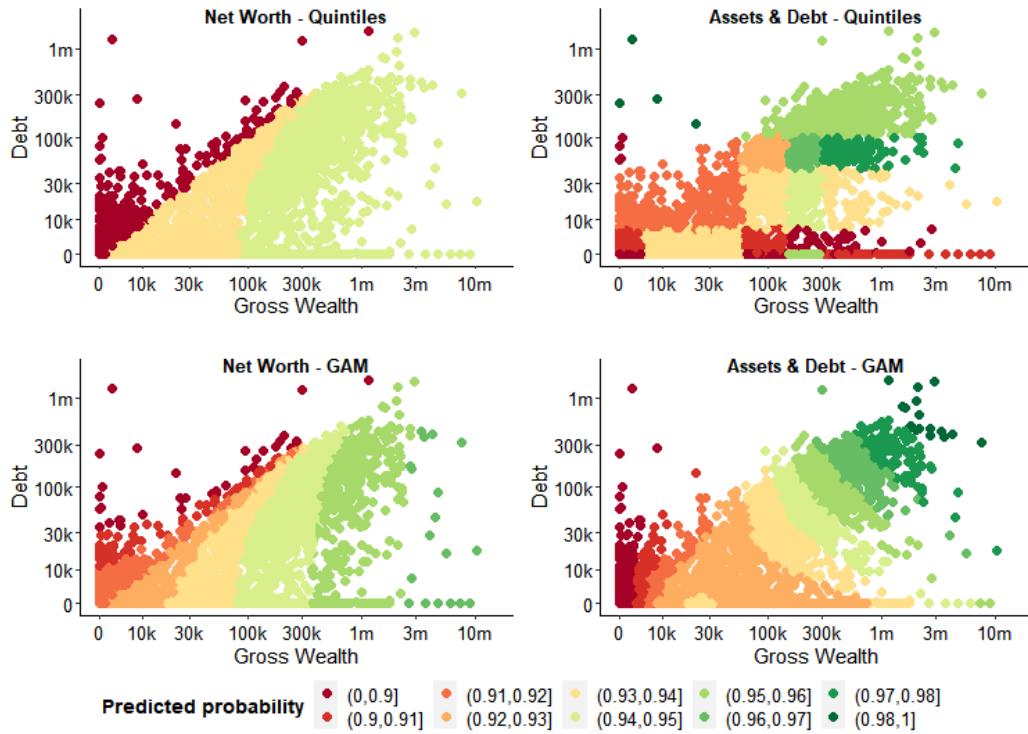 Net Worth - Quintiles
Debt
1m
300k
100k
30k
10k
0
0 10k 30k 100k 300k 1m 3m 10m
Gross Wealth
Assets & Debt - Quintiles
Debt
1m
300k
100k
30k
10k
0
0 10k 30k 100k 300k 1m 3m 10m
Gross Wealth
Net Worth - GAM
Debt
1m
300k
100k
30k
10k
0
0 10k 30k 100k 300k 1m 3m 10m
Gross Wealth
Assets & Debt - GAM
Debt
1m
300k
100k
30k
10k
0
0 10k 30k 100k 300k 1m 3m 10m
Gross Wealth
Predicted probability
(0,0.9] (0.91,0.92] (0.93,0.94] (0.95,0.96] (0.97,0.98]
(0.9,0.91] (0.92,0.93] (0.94,0.95] (0.96,0.97] (0.98,1]